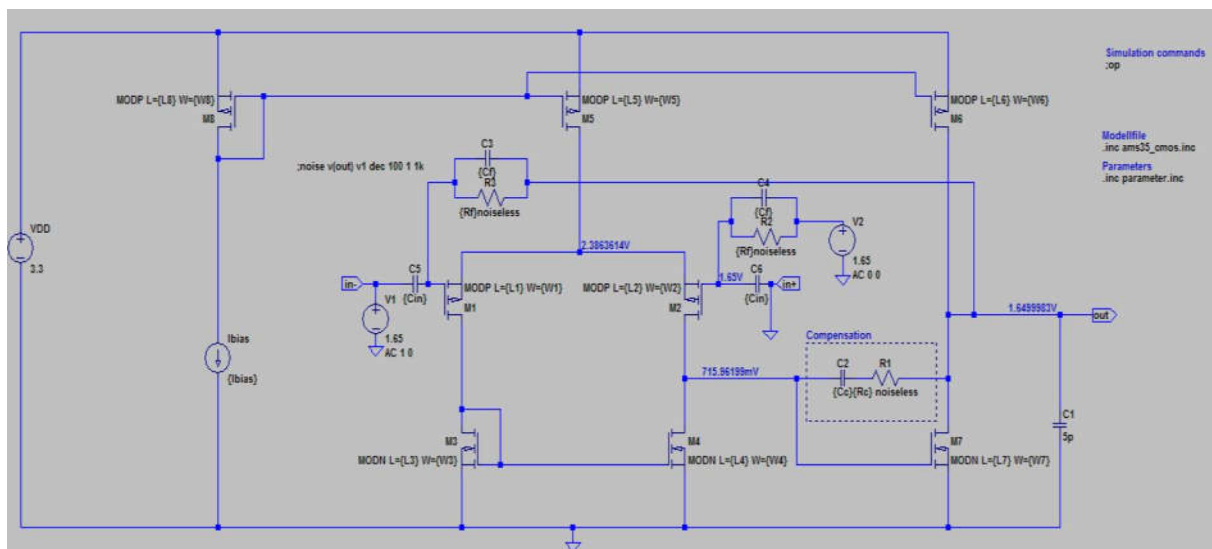 Simulation commands
;op
MODP L={L8} W={W8}
M8
MODP L={L5} W={W5}
M5
MODP L={L6} W={W6}
M6
Modellfile
.inc ams35_cmos.inc
Parameters
.inc parameter.inc
;noise v(out) v1 dec 100 1 1k
C3
{Cf}
R3
{Rf}noiseless
C4
{Cf}
R2
{Rf}noiseless
V2
1.65
AC 0 0
VDD
3.3
2.3863614V
in-
C5
{Cin}
MODP L={L1} W={W1}
M1
MODP L={L2} W={W2}
M2
1.65V
C6
{Cin}
in+
V1
1.65
AC 1 0
1.6499983V
out
Ibias
{Ibias}
Compensation
715.96199mV
C2
{Cc}
R1
{Rc} noiseless
C1
5p
M3
MODN L={L3} W={W3}
M4
MODN L={L4} W={W4}
M7
MODN L={L7} W={W7}